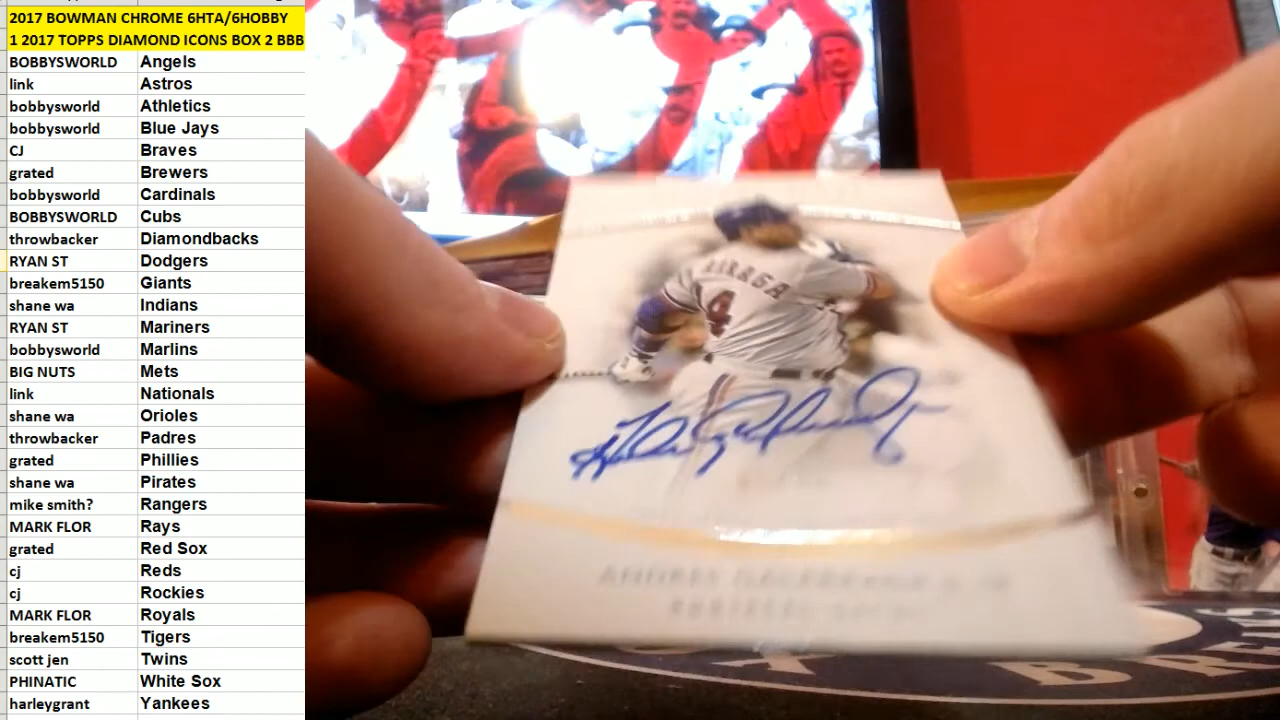 2017 BOWMAN CHROME 6HTA/6HOBBY
1 2017 TOPPS DIAMOND ICONS BOX 2 BBB
BOBBYSWORLD Angels
link Astros
bobbysworld Athletics
bobbysworld Blue Jays
CJ Braves
grated Brewers
bobbysworld Cardinals
BOBBYSWORLD Cubs
throwbacker Diamondbacks
RYAN ST Dodgers
breakem5150 Giants
shane wa Indians
RYAN ST Mariners
bobbysworld Marlins
BIG NUTS Mets
link Nationals
shane wa Orioles
throwbacker Padres
grated Phillies
shane wa Pirates
mike smith? Rangers
MARK FLOR Rays
grated Red Sox
cj Reds
cj Rockies
MARK FLOR Royals
breakem5150 Tigers
scott jen Twins
PHINATIC White Sox
harleygrant Yankees
4